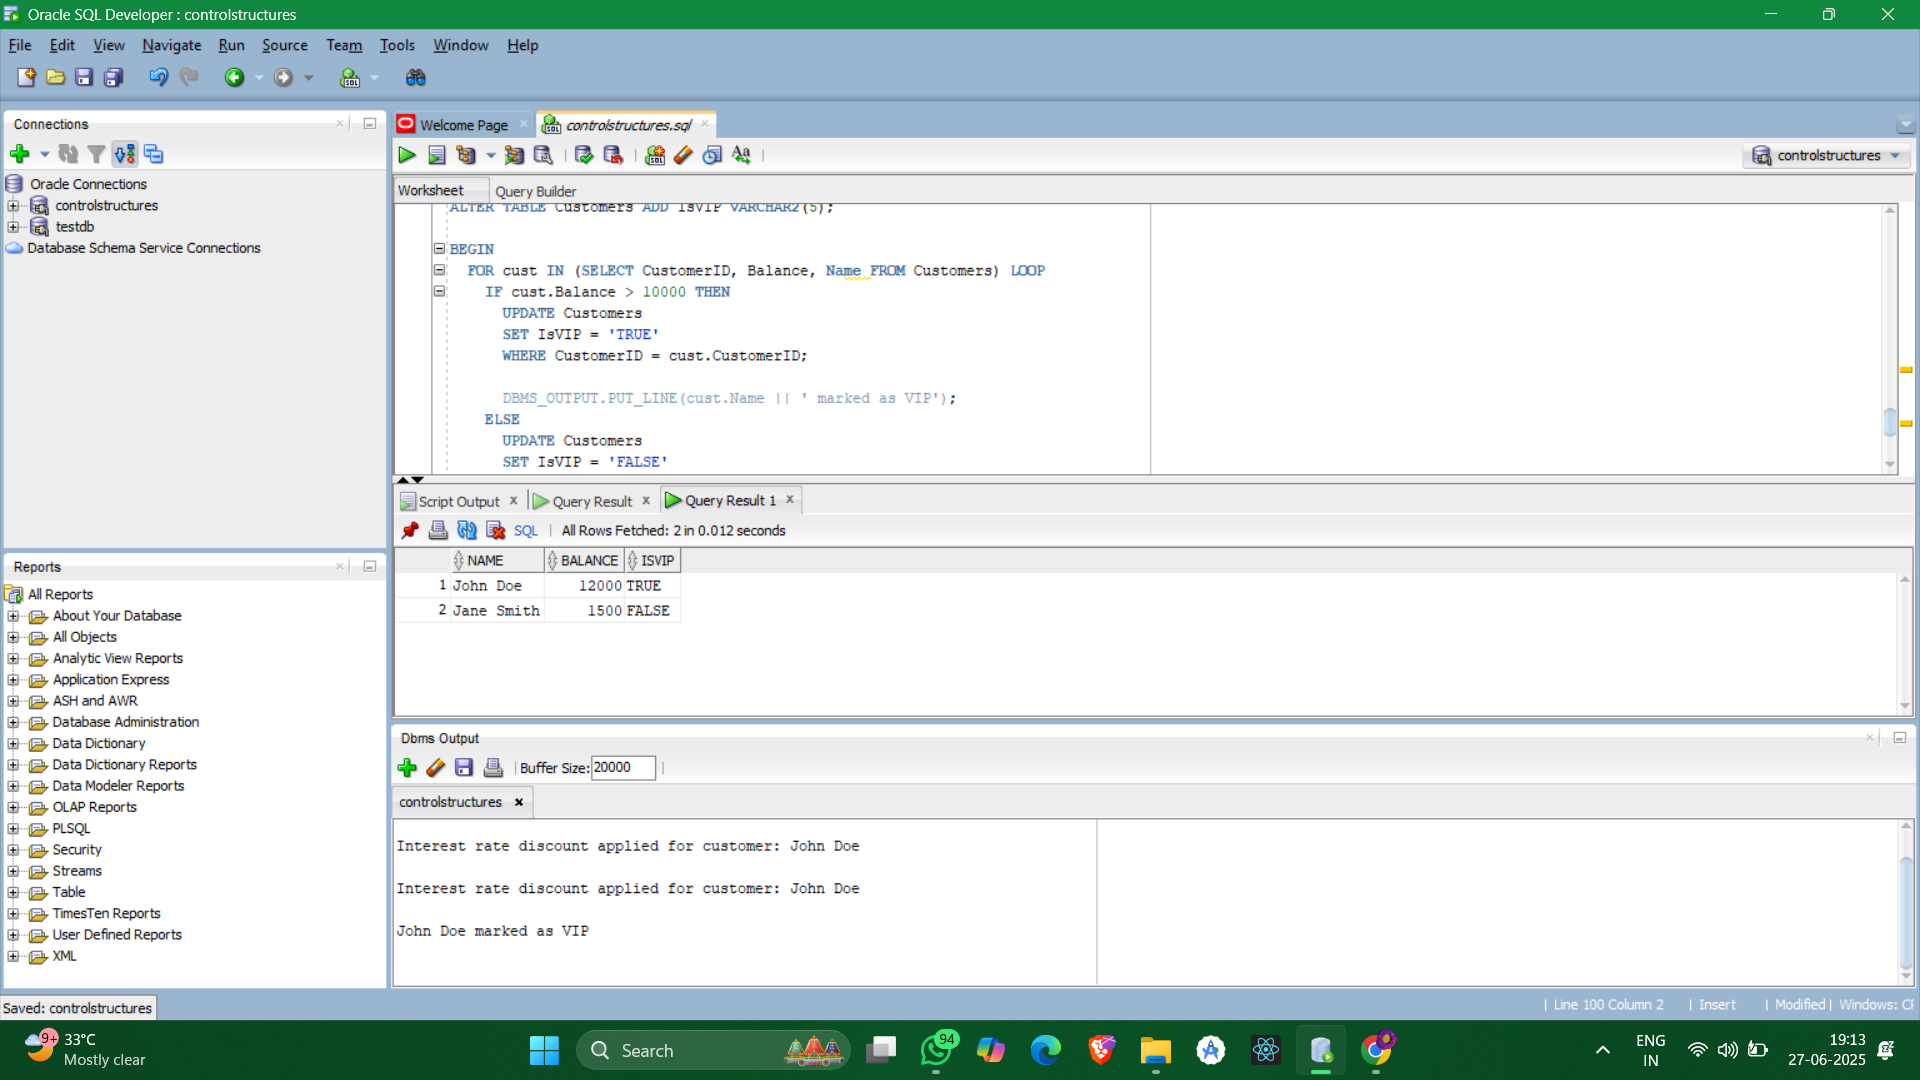 Oracle SQL Developer : controlstructures
File Edit View Navigate Run Source Team Tools Window Help
Connections
Oracle Connections
controlstructures
testdb
Database Schema Service Connections
Welcome Page
controlstructures.sql
controlstructures
Worksheet Query Builder
ALTER TABLE Customers ADD IsVIP VARCHAR2(5);
BEGIN
FOR cust IN (SELECT CustomerID, Balance, Name FROM Customers) LOOP
IF cust.Balance > 10000 THEN
UPDATE Customers
SET IsVIP = 'TRUE'
WHERE CustomerID = cust.CustomerID;
DBMS_OUTPUT.PUT_LINE(cust.Name || ' marked as VIP');
ELSE
UPDATE Customers
SET IsVIP = 'FALSE'
Script Output Query Result Query Result 1
SQL | All Rows Fetched: 2 in 0.012 seconds
NAME BALANCE ISVIP
1 John Doe 12000 TRUE
2 Jane Smith 1500 FALSE
Reports
All Reports
About Your Database
All Objects
Analytic View Reports
Application Express
ASH and AWR
Database Administration
Data Dictionary
Data Dictionary Reports
Data Modeler Reports
OLAP Reports
PLSQL
Security
Streams
Table
TimesTen Reports
User Defined Reports
XML
Dbms Output
Buffer Size: 20000
controlstructures
Interest rate discount applied for customer: John Doe
Interest rate discount applied for customer: John Doe
John Doe marked as VIP
Saved: controlstructures
| Line 100 Column 2 | Insert | Modified | Windows: CR
9+ 33°C
Mostly clear
Search
94
ENG
IN
19:13
27-06-2025